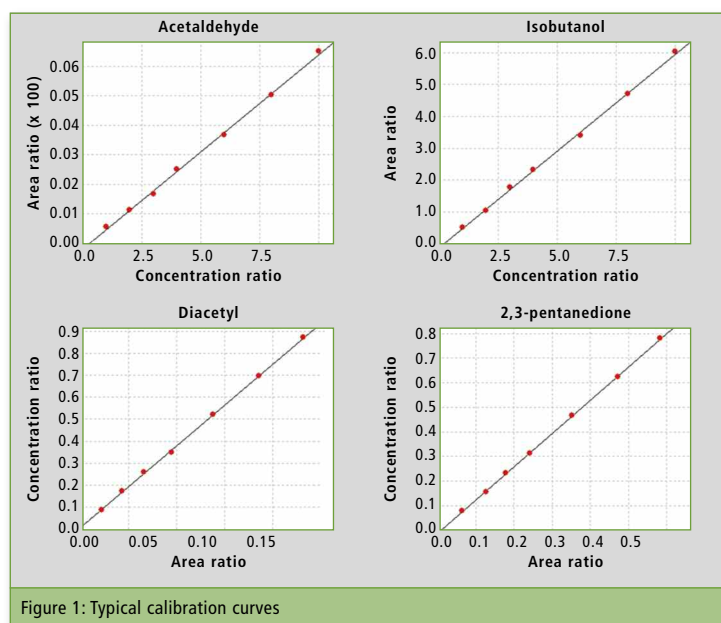 Acetaldehyde
Area ratio (x 100)
0.06
0.05
0.04
0.03
0.02
0.01
0.00
0.0 2.5 5.0 7.5
Concentration ratio
Isobutanol
Area ratio
6.0
5.0
4.0
3.0
2.0
1.0
0.0
0.0 2.5 5.0 7.5
Concentration ratio
Diacetyl
Concentration ratio
0.9
0.8
0.7
0.6
0.5
0.4
0.3
0.2
0.1
0.0
0.00 0.05 0.10 0.15
Area ratio
2,3-pentanedione
Concentration ratio
0.8
0.7
0.6
0.5
0.4
0.3
0.2
0.1
0.0
0.0 0.1 0.2 0.3 0.4 0.5
Area ratio
Figure 1: Typical calibration curves